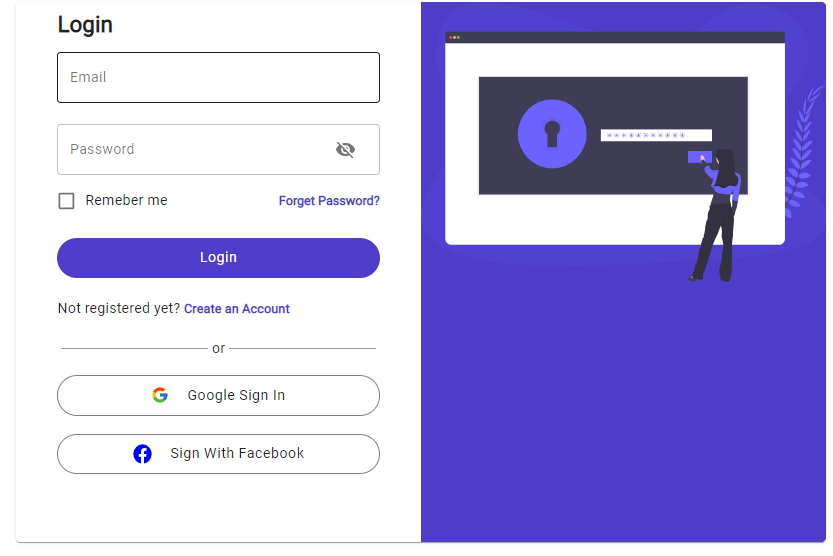 Login
Email
Password
Remeber me
Forget Password?
Login
Not registered yet? Create an Account
or
Google Sign In
Sign With Facebook
***********